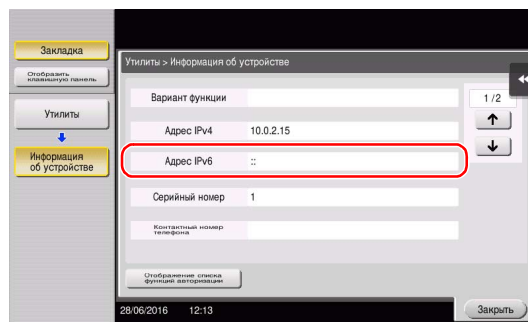 Закладка
Отобразить
клавишную панель
Утилиты
Информация
об устройстве
Утилиты > Информация об устройстве
Вариант функции
1 /2
Адрес IPv4 10.0.2.15
Адрес IPv6 ::
Серийный номер 1
Контактный номер
телефона
Отображение списка
функций авторизации
28/06/2016 12:13
Закрыть